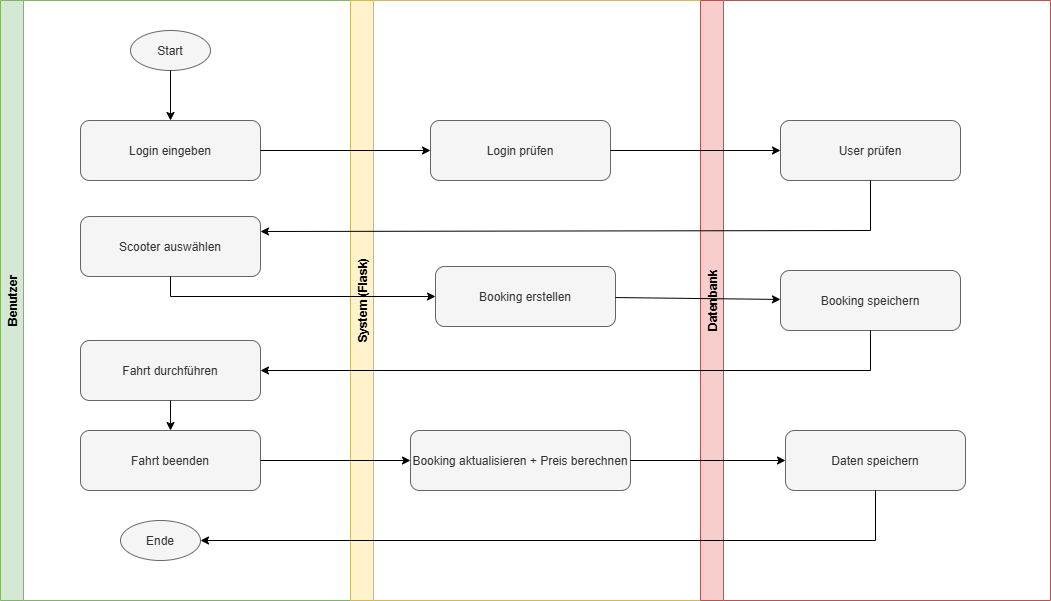 Benutzer
System (Flask)
Datenbank
Start
Login eingeben
Login prüfen
User prüfen
Scooter auswählen
Booking erstellen
Booking speichern
Fahrt durchführen
Fahrt beenden
Booking aktualisieren + Preis berechnen
Daten speichern
Ende